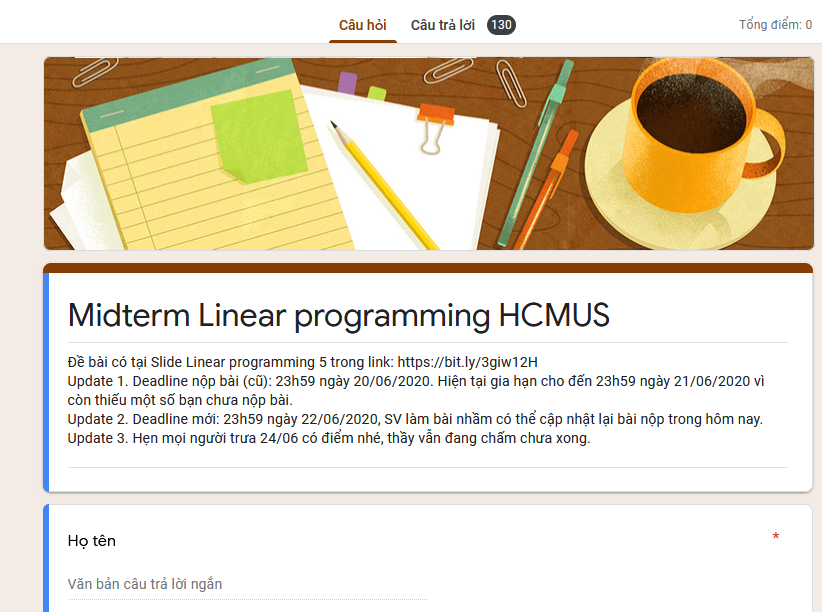 Câu hỏi Câu trả lời 130 Tổng điểm: 0
Midterm Linear programming HCMUS
Đề bài có tại Slide Linear programming 5 trong link: https://bit.ly/3giw12H
Update 1. Deadline nộp bài (cũ): 23h59 ngày 20/06/2020. Hiện tại gia hạn cho đến 23h59 ngày 21/06/2020 vì
còn thiếu một số bạn chưa nộp bài.
Update 2. Deadline mới: 23h59 ngày 22/06/2020, SV làm bài nhầm có thể cập nhật lại bài nộp trong hôm nay.
Update 3. Hẹn mọi người trưa 24/06 có điểm nhé, thầy vẫn đang chấm chưa xong.
Họ tên *
Văn bản câu trả lời ngắn